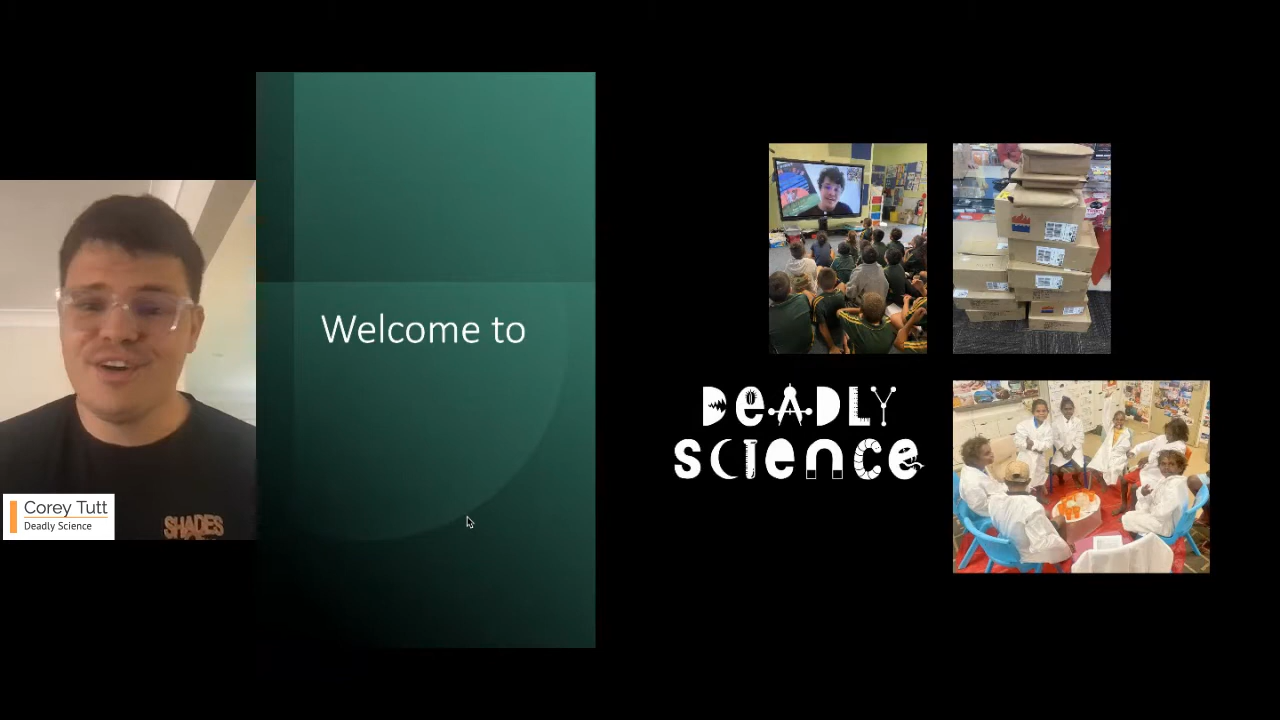 Welcome to
DEADLY
SCIENCE
Corey Tutt
Deadly Science
SHADES